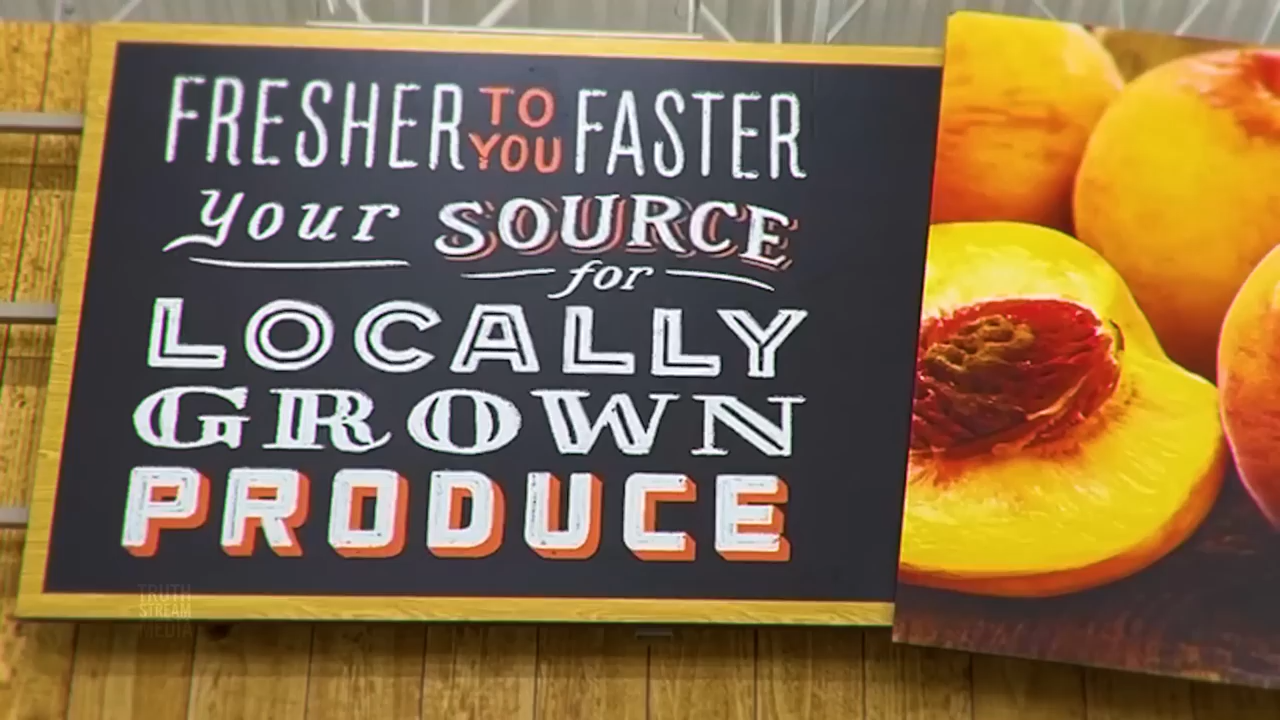 FRESHER TO YOU FASTER
your SOURCE
for
LOCALLY
GROWN
PRODUCE
TRUTH
STREAM
MEDIA